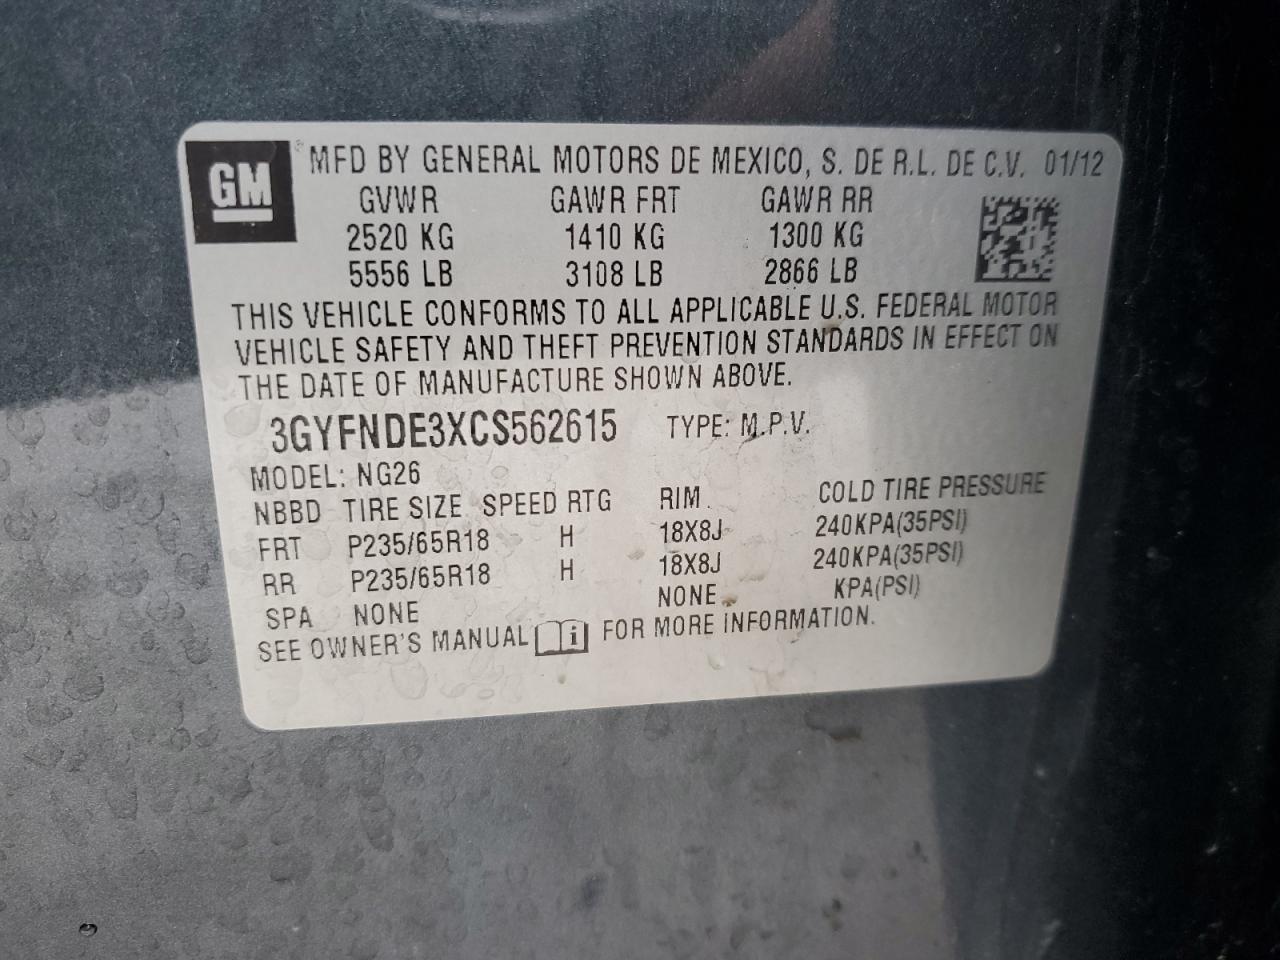 GM ® MFD BY GENERAL MOTORS DE MEXICO, S. DE R.L. DE C.V. 01/12
GVWR GAWR FRT GAWR RR
2520 KG 1410 KG 1300 KG
5556 LB 3108 LB 2866 LB
THIS VEHICLE CONFORMS TO ALL APPLICABLE U.S. FEDERAL MOTOR
VEHICLE SAFETY AND THEFT PREVENTION STANDARDS IN EFFECT ON
THE DATE OF MANUFACTURE SHOWN ABOVE.
3GYFNDE3XCS562615 TYPE: M.P.V.
MODEL: NG26
NBBD TIRE SIZE SPEED RTG RIM COLD TIRE PRESSURE
FRT P235/65R18 H 18X8J 240KPA(35PSI)
RR P235/65R18 H 18X8J 240KPA(35PSI)
SPA NONE NONE KPA(PSI)
SEE OWNER'S MANUAL i FOR MORE INFORMATION.